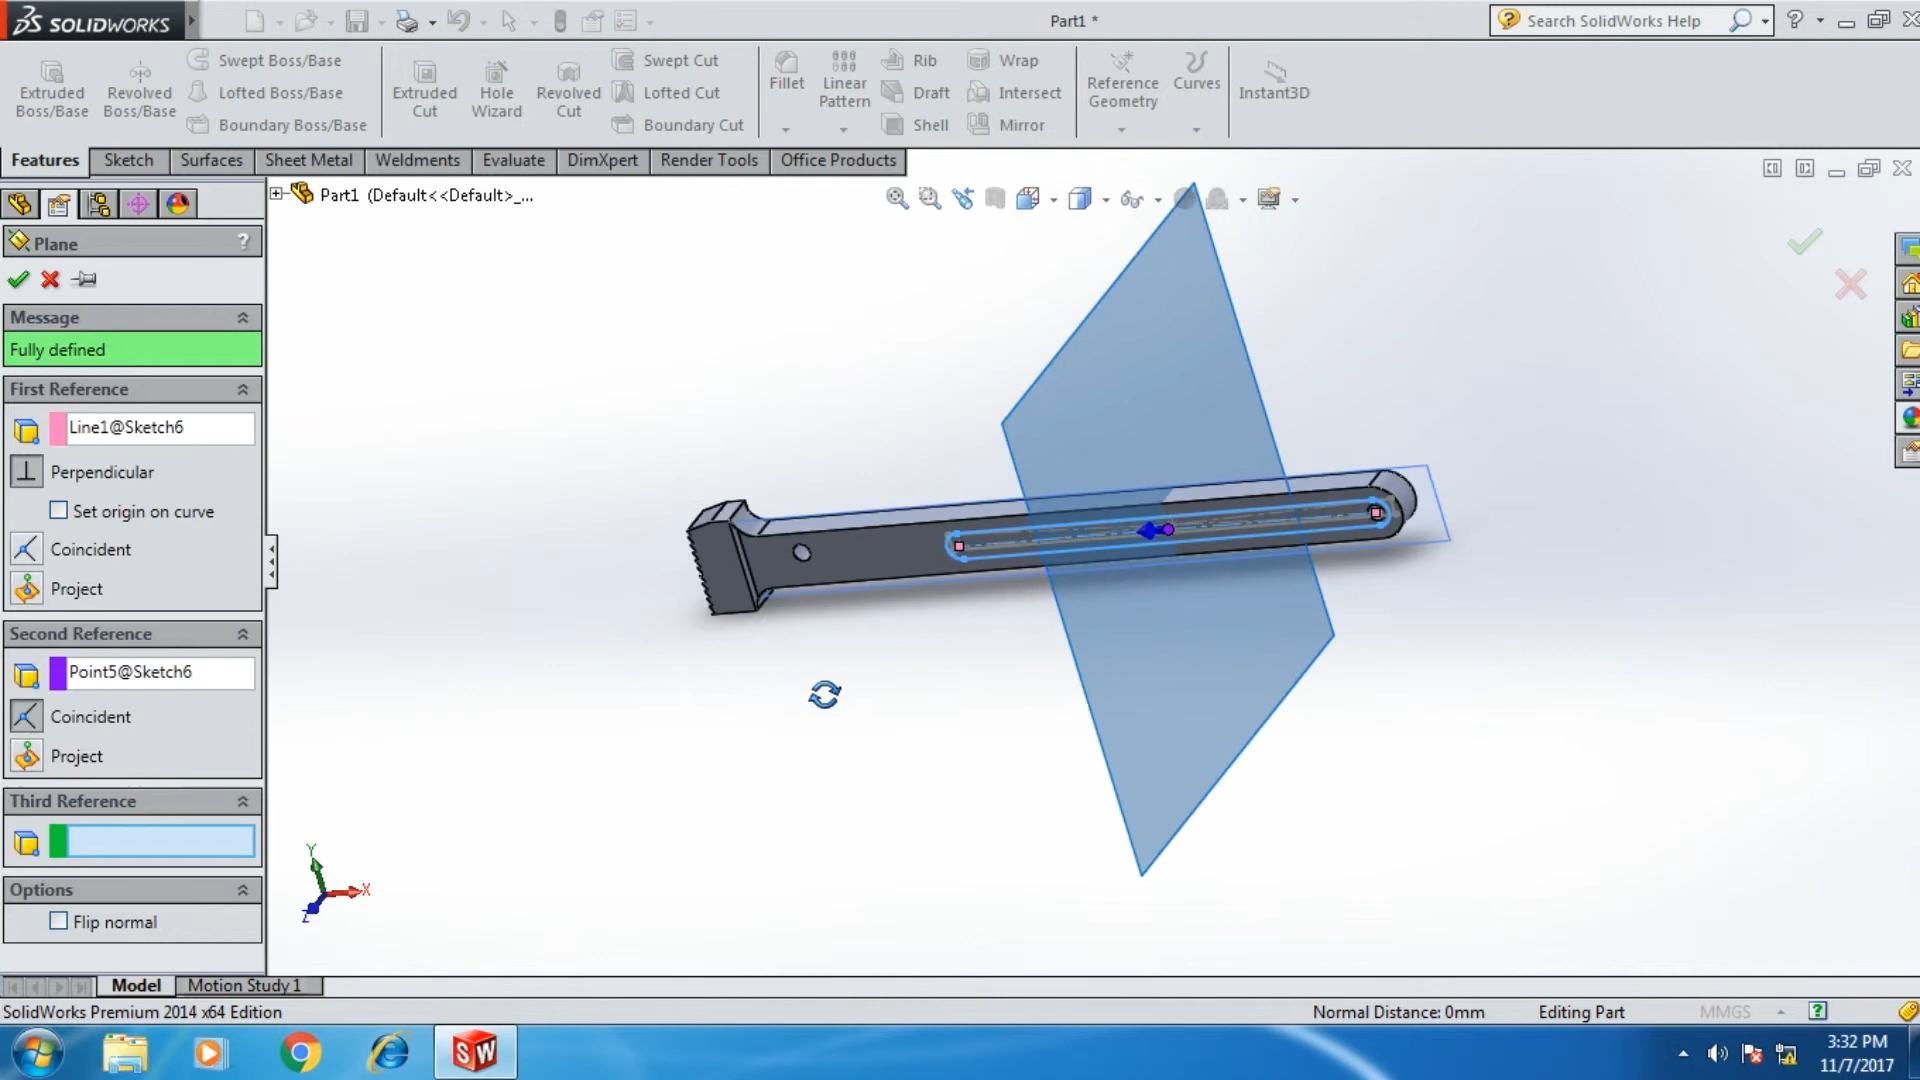 SOLIDWORKS
Part1 *
Search SolidWorks Help
Extruded Boss/Base
Revolved Boss/Base
Swept Boss/Base
Lofted Boss/Base
Boundary Boss/Base
Extruded Cut
Hole Wizard
Revolved Cut
Swept Cut
Lofted Cut
Boundary Cut
Fillet
Linear Pattern
Rib
Draft
Shell
Wrap
Intersect
Mirror
Reference Geometry
Curves
Instant3D
Features
Sketch
Surfaces
Sheet Metal
Weldments
Evaluate
DimXpert
Render Tools
Office Products
Part1 (Default<<Default>_...
Plane
?
Message
Fully defined
First Reference
Line1@Sketch6
Perpendicular
Set origin on curve
Coincident
Project
Second Reference
Point5@Sketch6
Coincident
Project
Third Reference
Options
Flip normal
Y
X
Z
Model
Motion Study 1
SolidWorks Premium 2014 x64 Edition
Normal Distance: 0mm
Editing Part
MMGS
?
SW
3:32 PM
11/7/2017